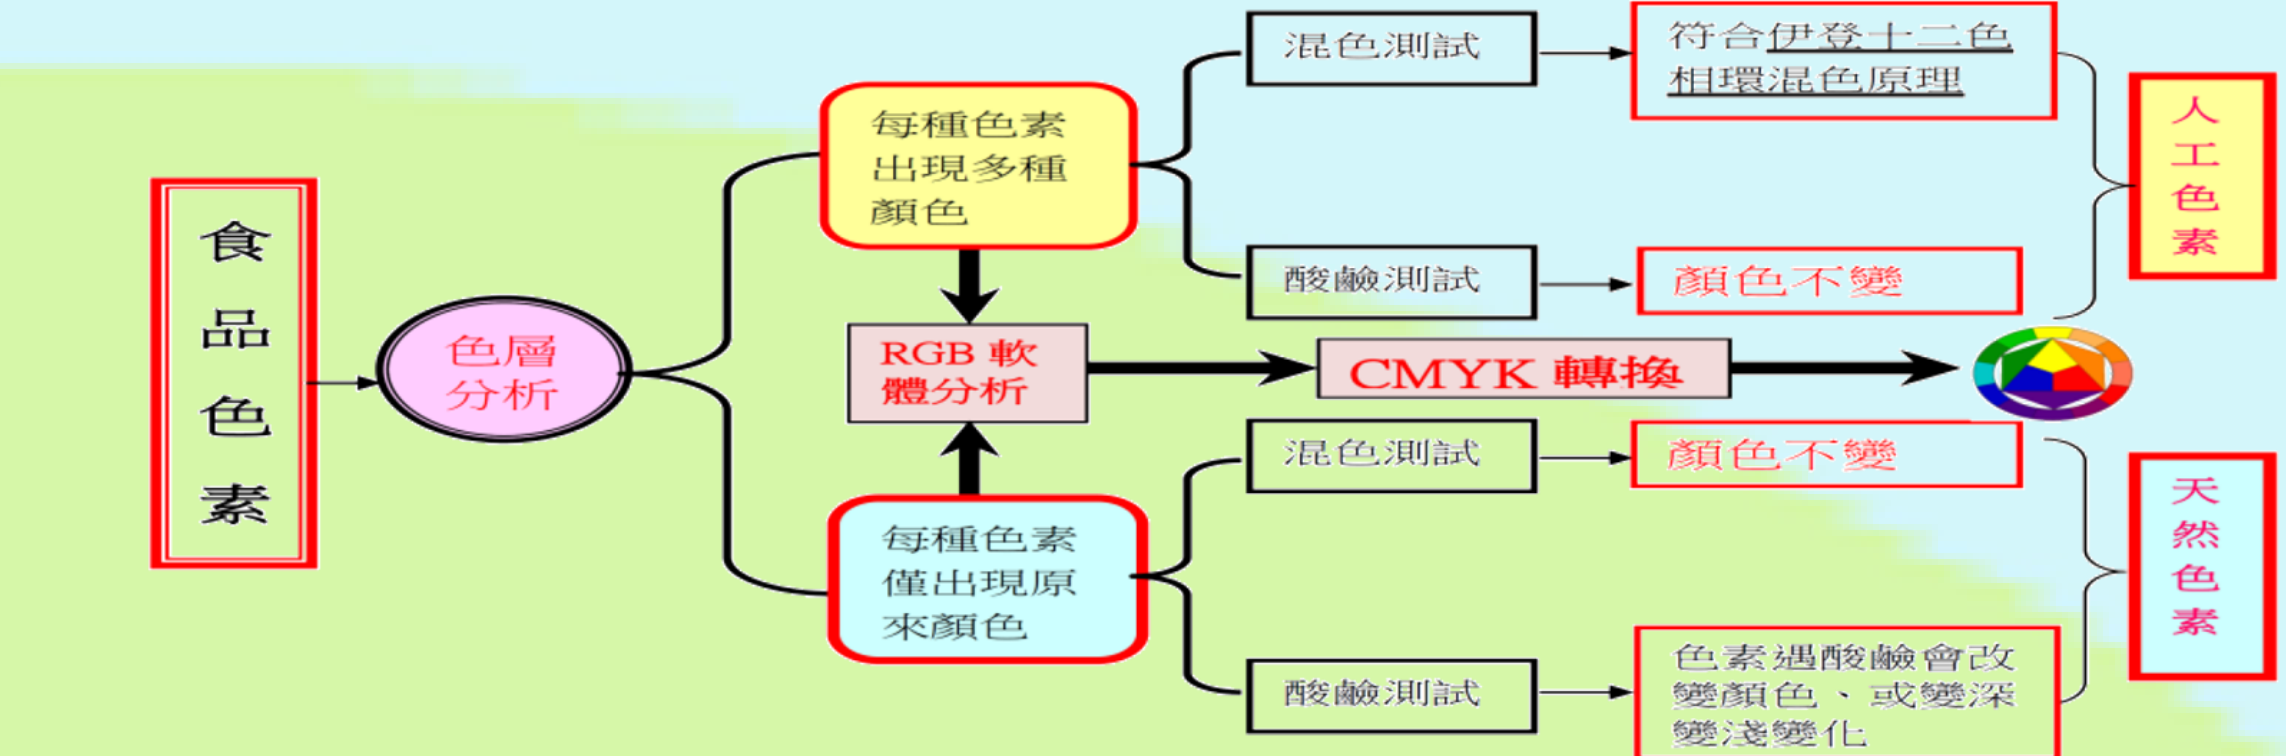 食
品
色
素
色層
分析
每種色素
出現多種
顏色
RGB 軟
體分析
每種色素
僅出現原
來顏色
混色測試
符合伊登十二色
相環混色原理
酸鹼測試
顏色不變
CMYK 轉換
混色測試
顏色不變
酸鹼測試
色素遇酸鹼會改
變顏色、或變深
變淺變化
人
工
色
素
天
然
色
素